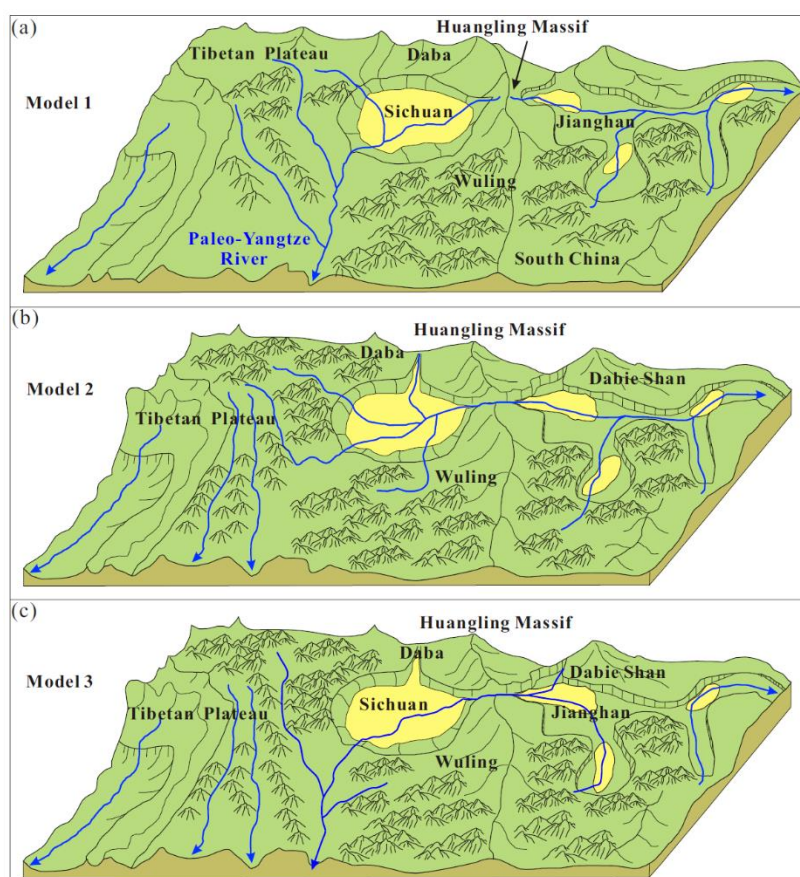 (a)
Huangling Massif
Tibetan Plateau
Daba
Model 1
Sichuan
Jianghan
Wuling
Paleo-Yangtze
River
South China
(b)
Huangling Massif
Daba
Model 2
Dabie Shan
Tibetan Plateau
Wuling
(c)
Huangling Massif
Daba
Model 3
Dabie Shan
Sichuan
Tibetan Plateau
Jianghan
Wuling